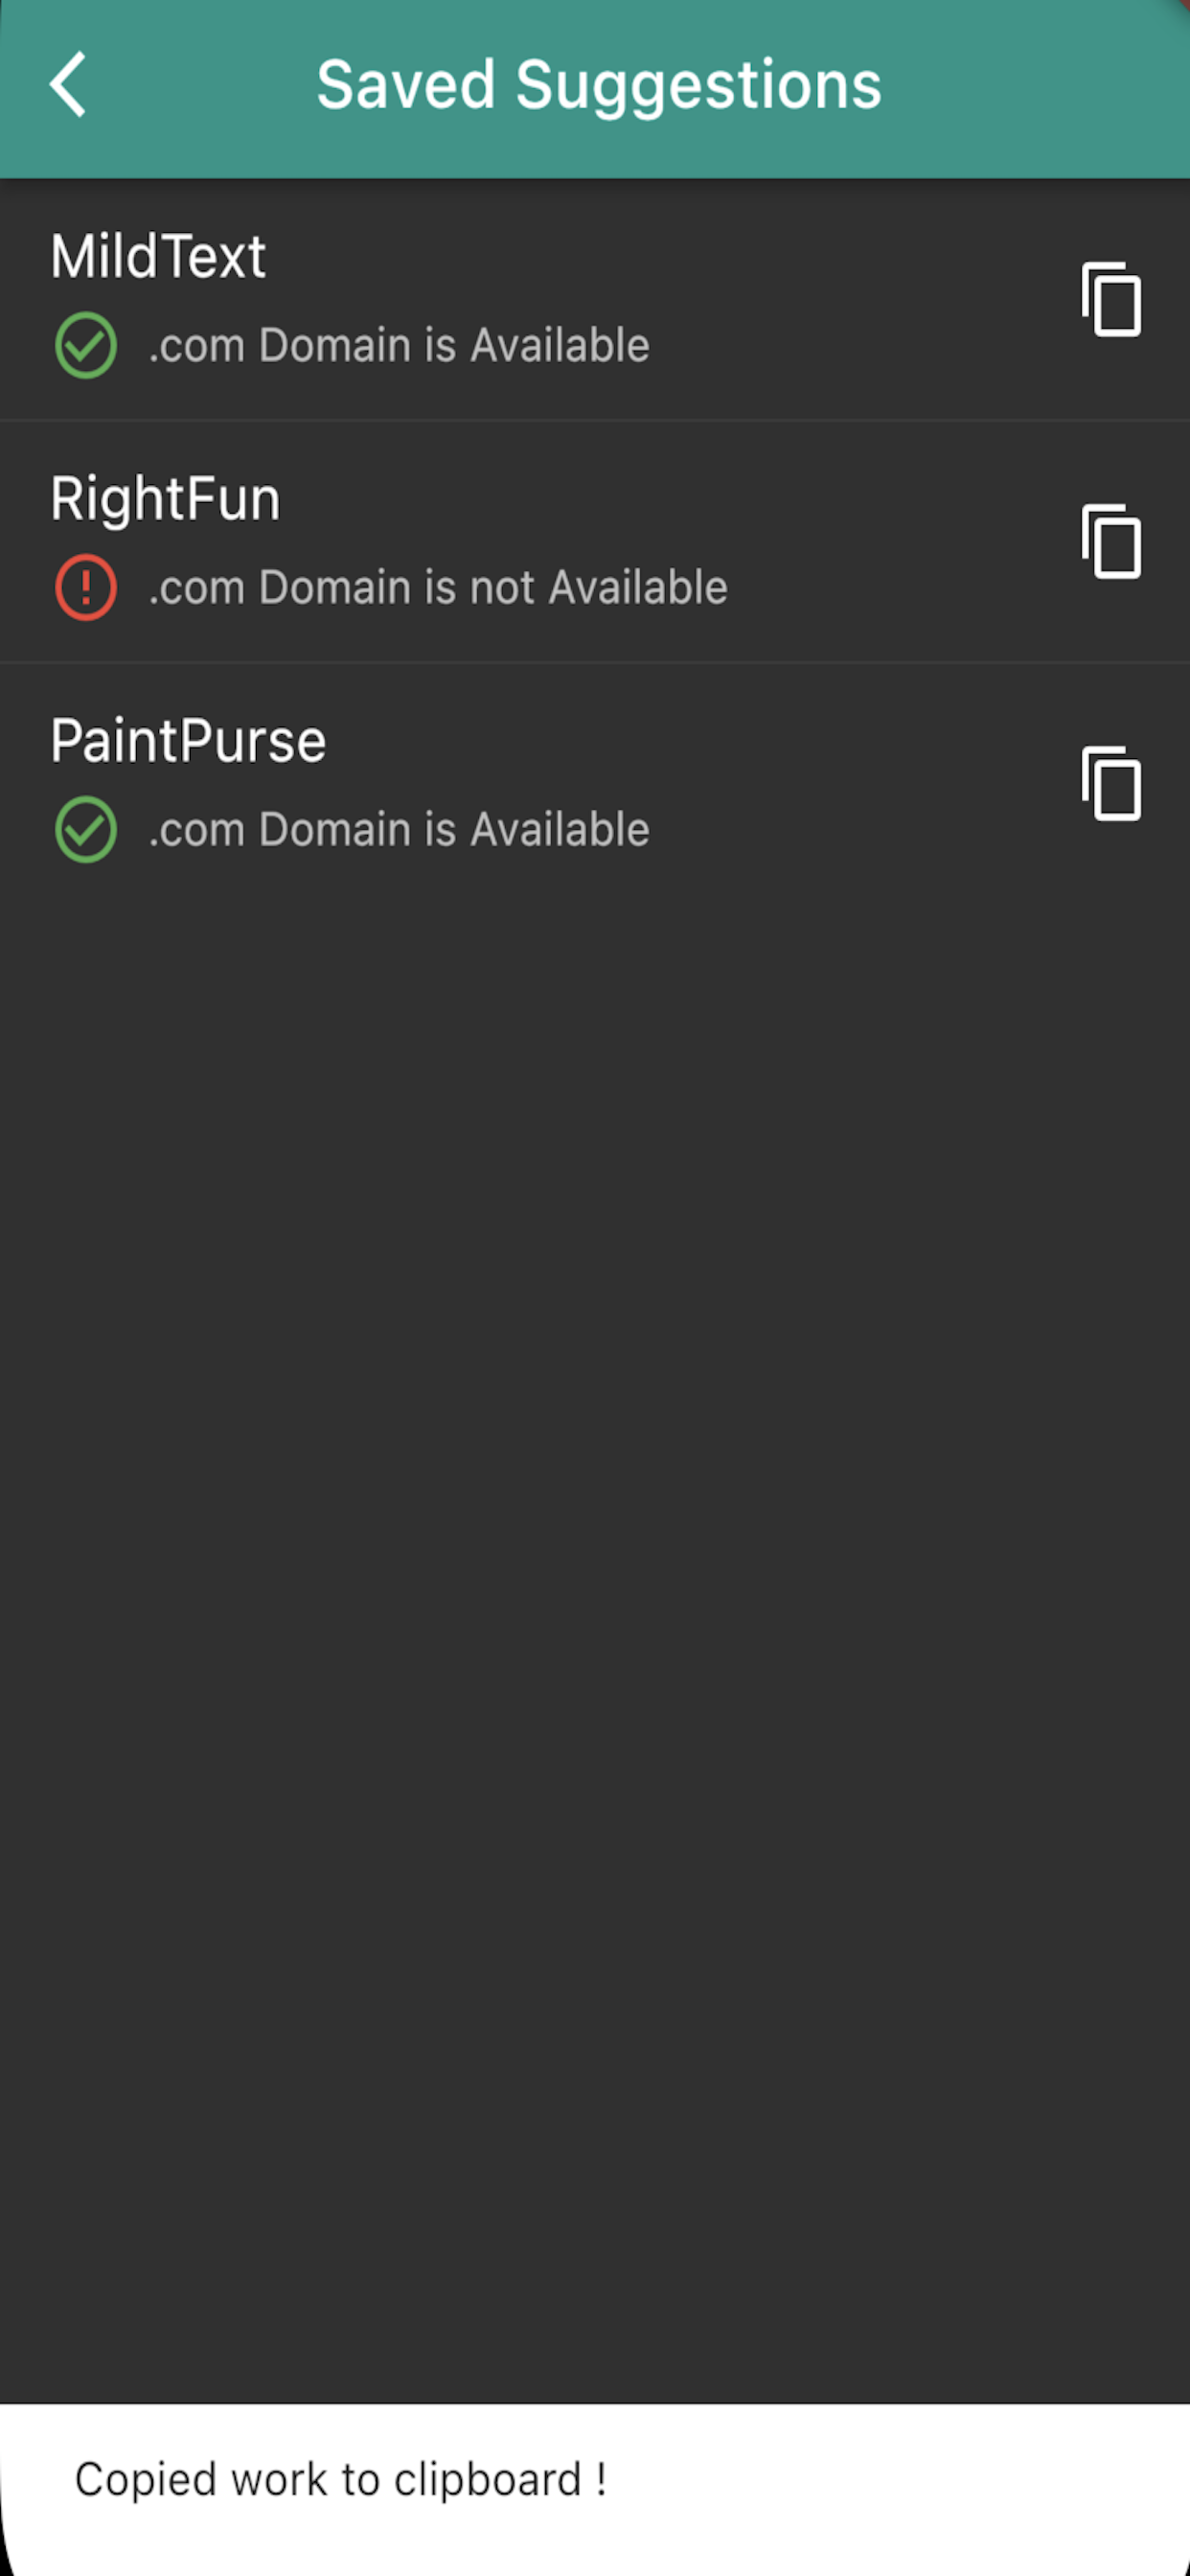 Saved Suggestions
MildText
.com Domain is Available
RightFun
.com Domain is not Available
PaintPurse
.com Domain is Available
Copied work to clipboard !